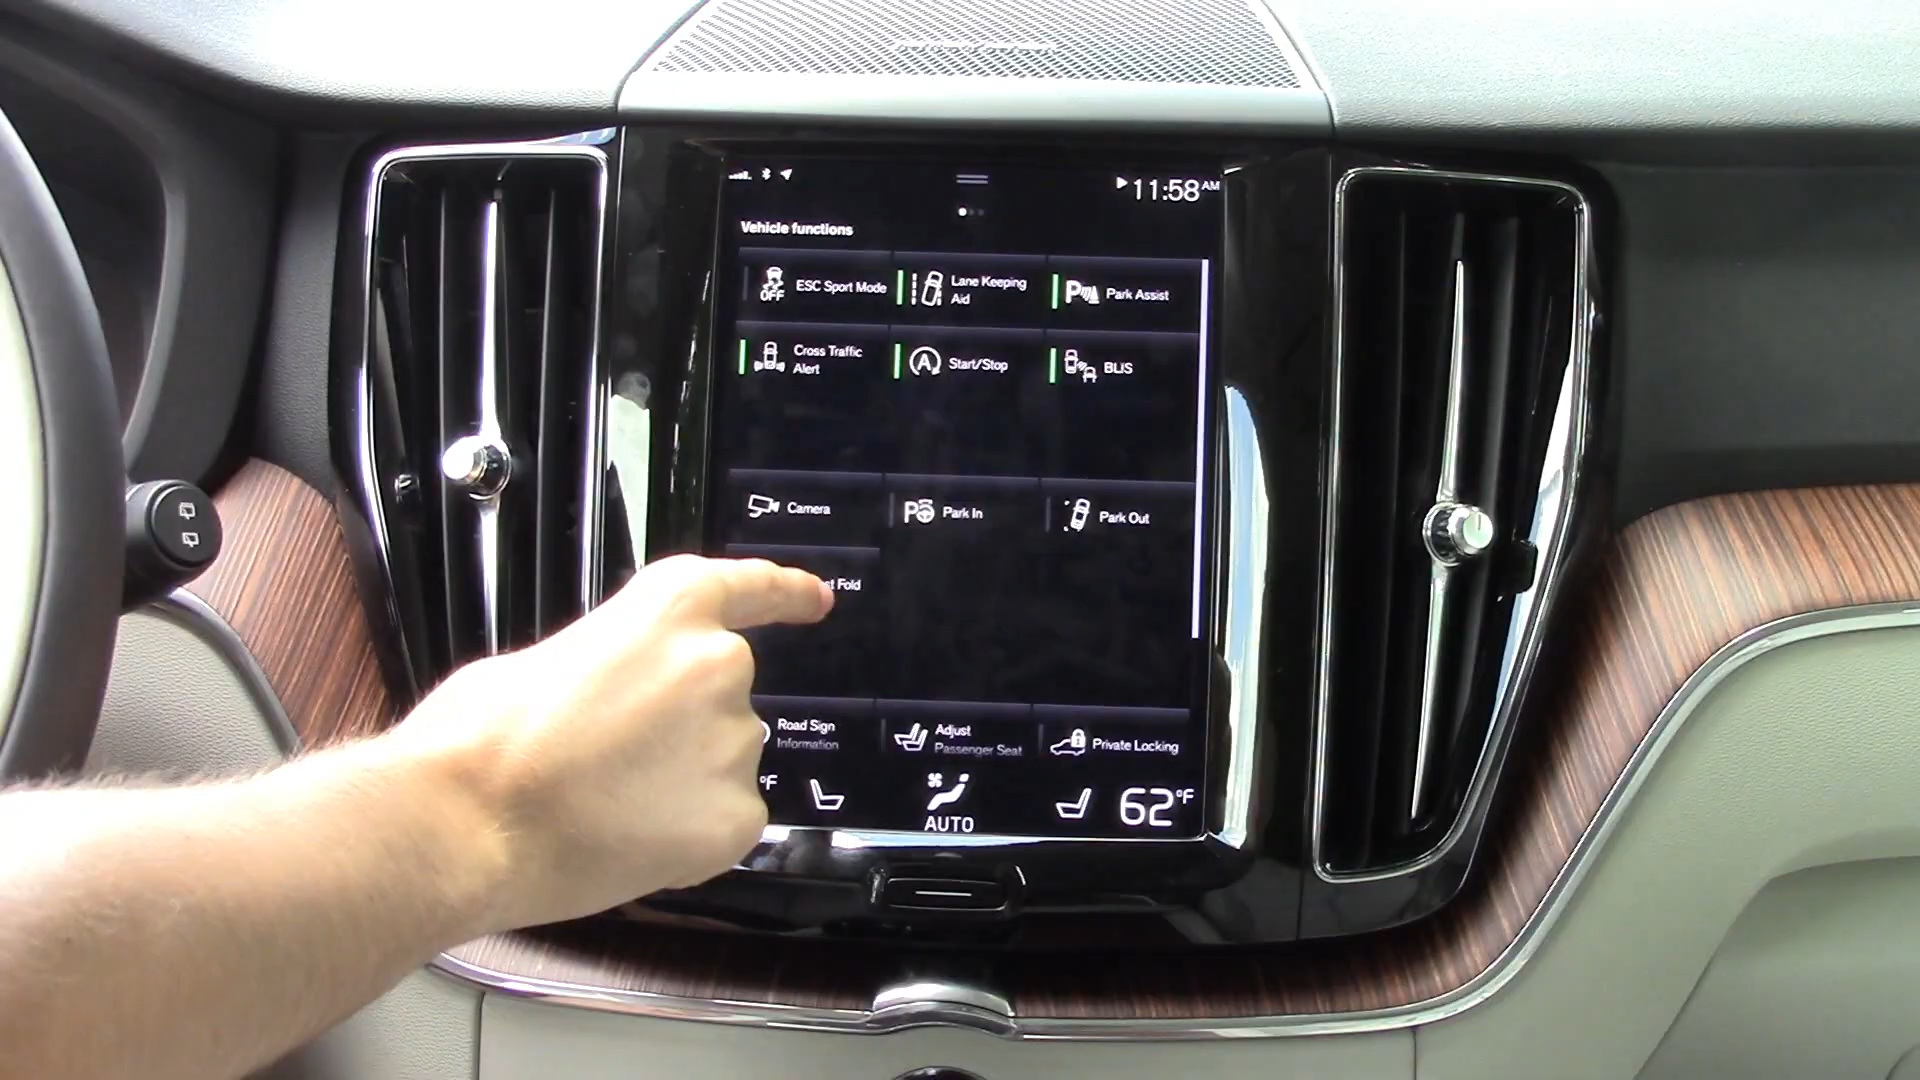 11:58 AM
Vehicle functions
OFF ESC Sport Mode
Lane Keeping
Aid
P Park Assist
Cross Traffic
Alert
A Start/Stop
BLIS
Camera
P Park In
Park Out
Fold
Road Sign
Information
Adjust
Passenger Seat
Private Locking
°F
AUTO
62°F